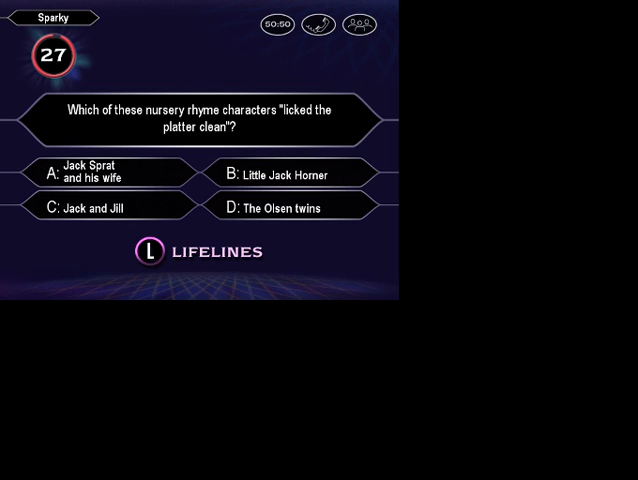 Sparky
50:50
27
Which of these nursery rhyme characters "licked the
platter clean"?
A: Jack Sprat
and his wife
B: Little Jack Horner
C: Jack and Jill
D: The Olsen twins
L LIFELINES